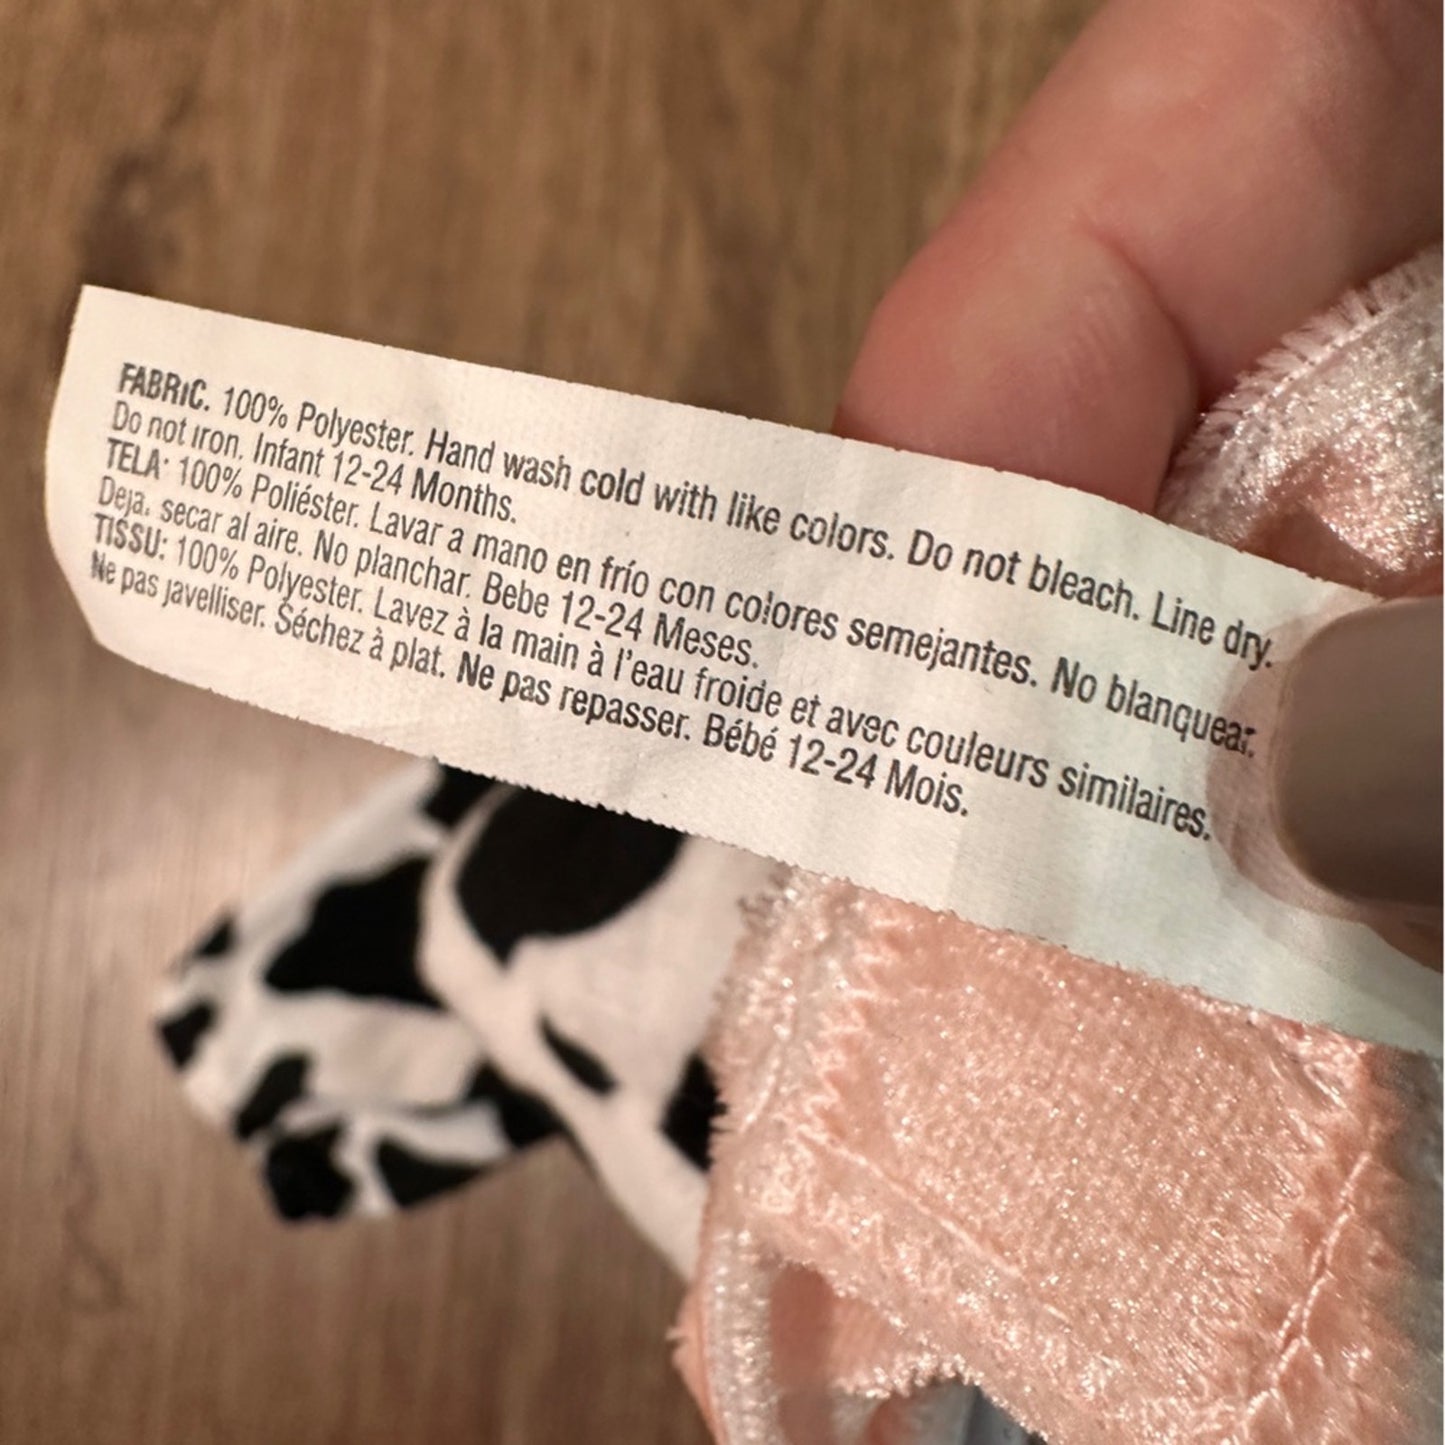 FABRIC. 100% Polyester. Hand wash cold with like colors. Do not bleach. Line dry.
Do not iron. Infant 12-24 Months.
TELA: 100% Poliéster. Lavar a mano en frío con colores semejantes. No blanquear.
Deja. secar al aire. No planchar. Bebe 12-24 Meses.
TISSU: 100% Polyester. Lavez à la main à l'eau froide et avec couleurs similaires.
Ne pas javelliser. Séchez à plat. Ne pas repasser. Bébé 12-24 Mois.